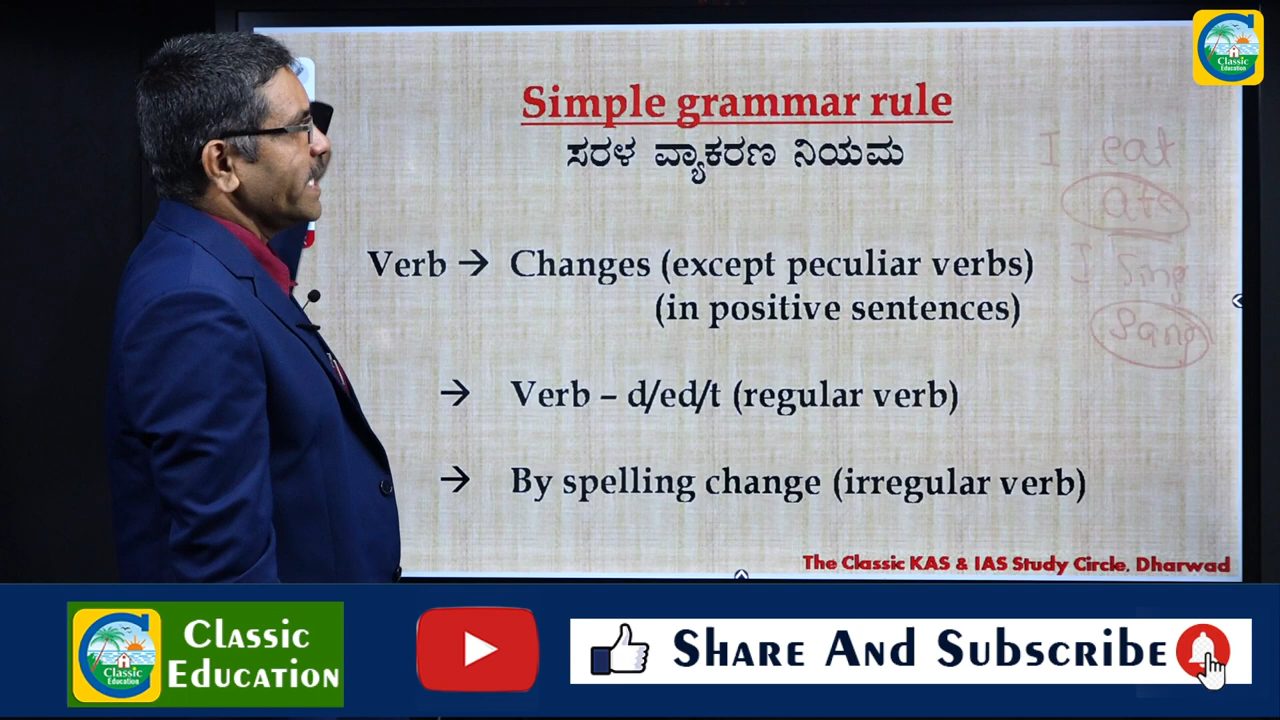 Classic
Education
Simple grammar rule
ಸರಳ ವ್ಯಾಕರಣ ನಿಯಮ
I eat
ate
I Sing
Sang
Verb → Changes (except peculiar verbs)
(in positive sentences)
→ Verb – d/ed/t (regular verb)
→ By spelling change (irregular verb)
The Classic KAS & IAS Study Circle, Dharwad
Classic
Education
Classic
Education
Share And Subscribe